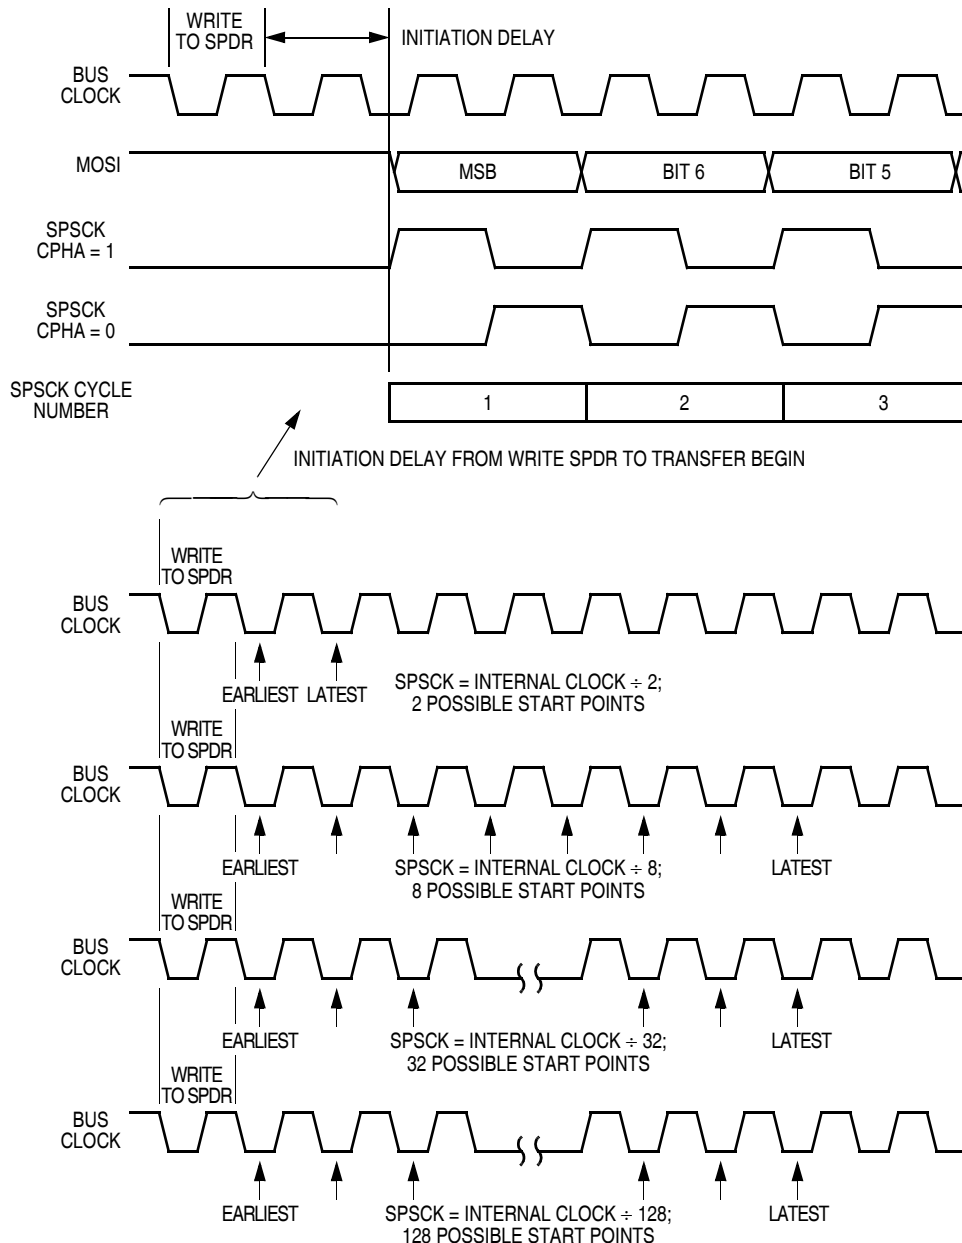 WRITE
TO SPDR
INITIATION DELAY
BUS
CLOCK
MOSI
MSB
BIT 6
BIT 5
SPSCK
CPHA = 1
SPSCK
CPHA = 0
SPSCK CYCLE
NUMBER
1
2
3
INITIATION DELAY FROM WRITE SPDR TO TRANSFER BEGIN
WRITE
TO SPDR
BUS
CLOCK
EARLIEST
LATEST
SPSCK = INTERNAL CLOCK ÷ 2;
2 POSSIBLE START POINTS
WRITE
TO SPDR
BUS
CLOCK
EARLIEST
SPSCK = INTERNAL CLOCK ÷ 8;
8 POSSIBLE START POINTS
LATEST
WRITE
TO SPDR
BUS
CLOCK
EARLIEST
SPSCK = INTERNAL CLOCK ÷ 32;
32 POSSIBLE START POINTS
LATEST
WRITE
TO SPDR
BUS
CLOCK
EARLIEST
SPSCK = INTERNAL CLOCK ÷ 128;
128 POSSIBLE START POINTS
LATEST